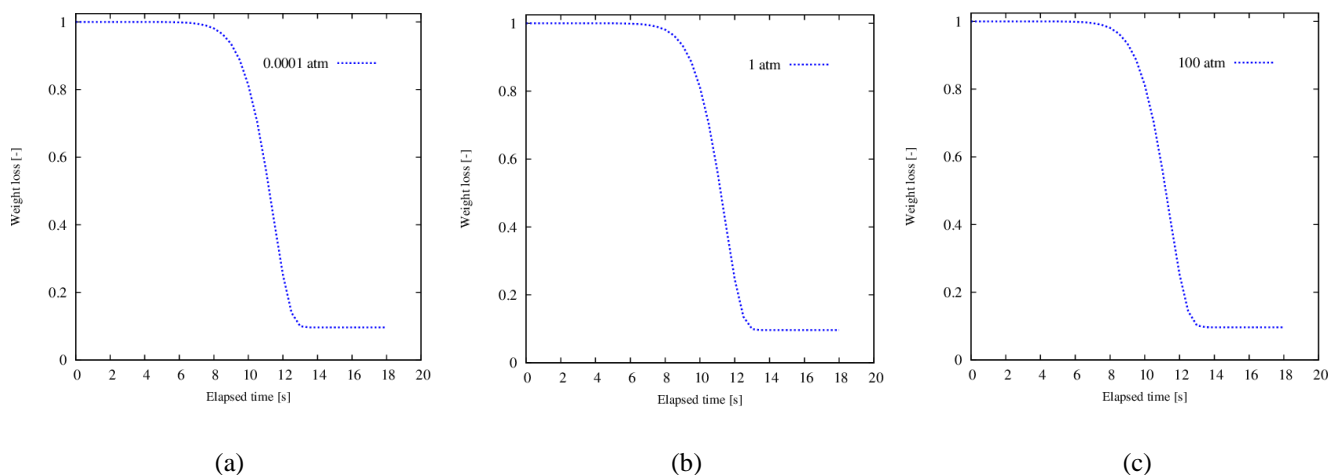 1
0.8
0.6
0.4
0.2
0
0 2 4 6 8 10 12 14 16 18 20
Weight loss [-]
Elapsed time [s]
0.0001 atm
(a)
1
0.8
0.6
0.4
0.2
0
0 2 4 6 8 10 12 14 16 18 20
Weight loss [-]
Elapsed time [s]
1 atm
(b)
1
0.8
0.6
0.4
0.2
0
0 2 4 6 8 10 12 14 16 18 20
Weight loss [-]
Elapsed time [s]
100 atm
(c)